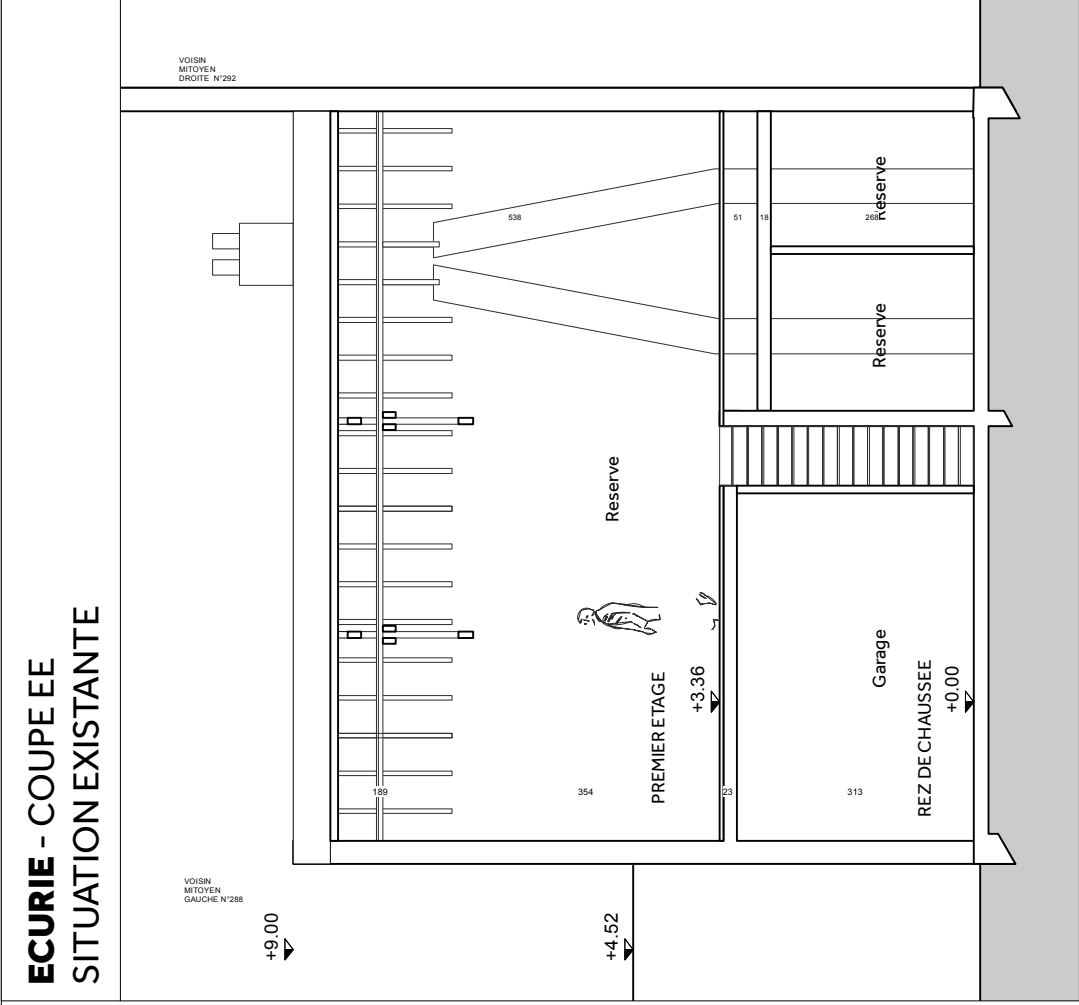 ECURIE - COUPE EE
SITUATION EXISTANTE
VOISIN
MITOYEN
GAUCHE N°288
VOISIN
MITOYEN
DROITE N°292
+9.00
+4.52
189
354
23
313
538
51
18
268
Reserve
PREMIER ETAGE
+3.36
Garage
Reserve
Reserve
REZ DE CHAUSSEE
+0.00